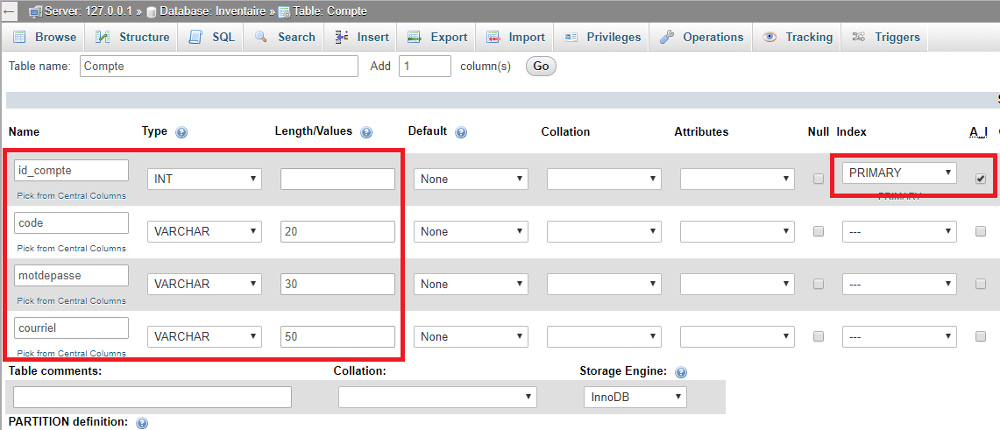 Server: 127.0.0.1 » Database: Inventaire » Table: Compte
Browse Structure SQL Search Insert Export Import Privileges Operations Tracking Triggers
Table name: Compte Add 1 column(s) Go
Name Type Length/Values Default Collation Attributes Null Index A_I
id_compte INT None PRIMARY
Pick from Central Columns PRIMARY
code VARCHAR 20 None ---
Pick from Central Columns
motdepasse VARCHAR 30 None ---
Pick from Central Columns
courriel VARCHAR 50 None ---
Pick from Central Columns
Table comments: Collation: Storage Engine:
InnoDB
PARTITION definition: